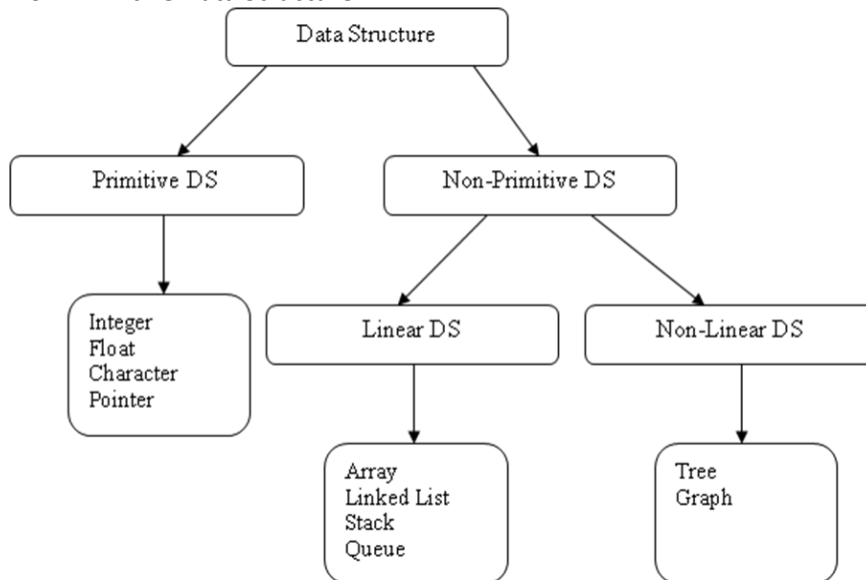 Data Structure
Primitive DS
Non-Primitive DS
Integer
Float
Character
Pointer
Linear DS
Non-Linear DS
Array
Linked List
Stack
Queue
Tree
Graph